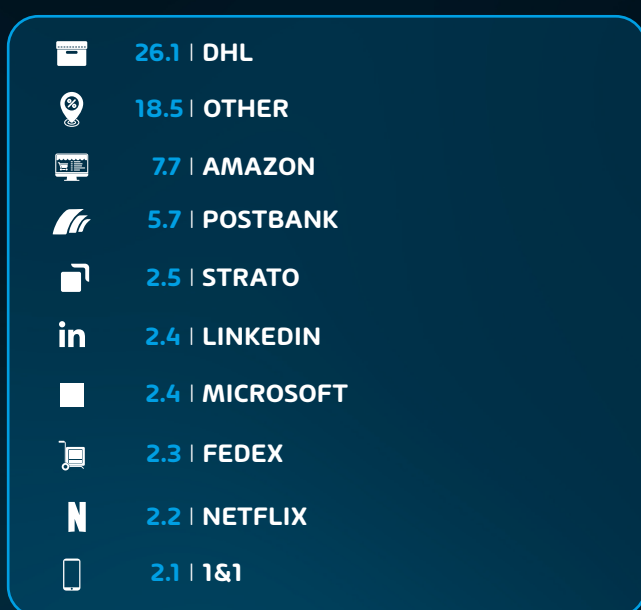 26.1 | DHL
% 18.5 | OTHER
7.7 | AMAZON
5.7 | POSTBANK
2.5 | STRATO
in 2.4 | LINKEDIN
2.4 | MICROSOFT
2.3 | FEDEX
N 2.2 | NETFLIX
2.1 | 1&1